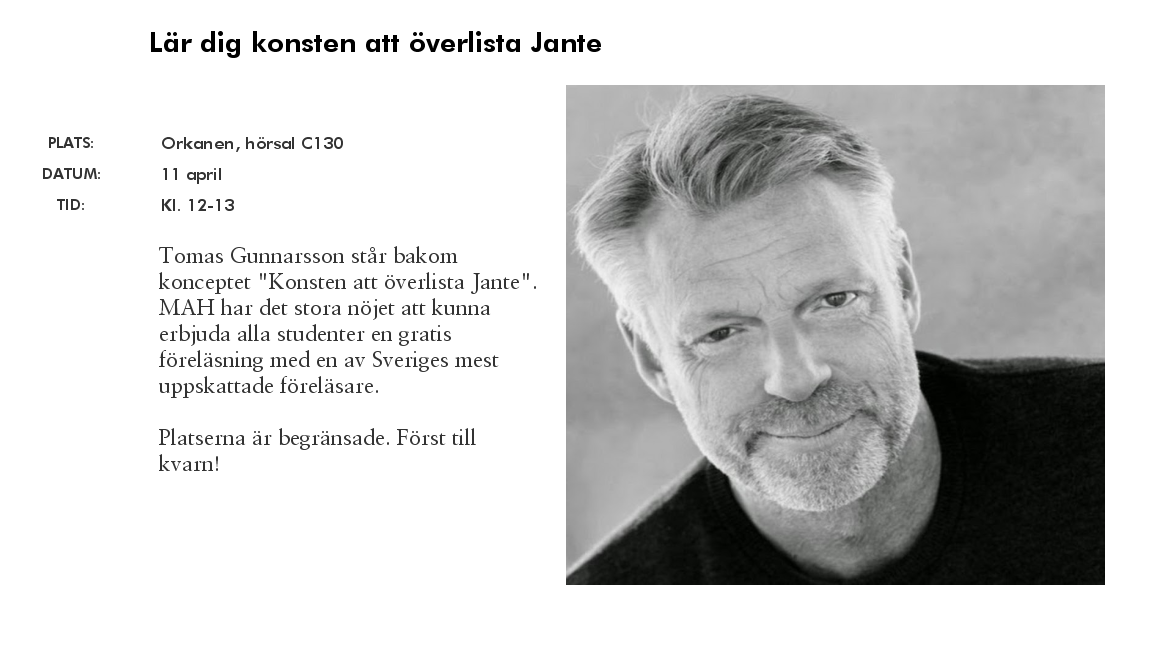 Lär dig konsten att överlista Jante
PLATS: Orkanen, hörsal C130
DATUM: 11 april
TID: Kl. 12-13
Tomas Gunnarsson står bakom
konceptet "Konsten att överlista Jante".
MAH har det stora nöjet att kunna
erbjuda alla studenter en gratis
föreläsning med en av Sveriges mest
uppskattade föreläsare.
Platserna är begränsade. Först till
kvarn!